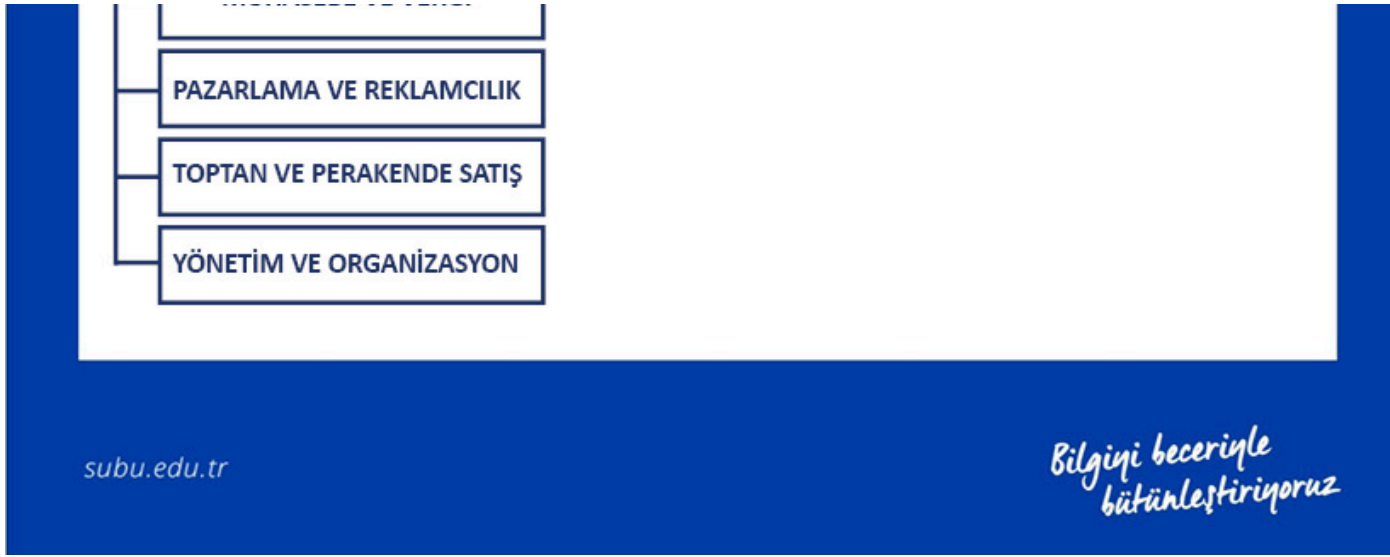 PAZARLAMA VE REKLAMCILIK
TOPTAN VE PERAKENDE SATIŞ
YÖNETİM VE ORGANİZASYON
subu.edu.tr
Bilgiyi beceriyle
bütünleştiriyoruz